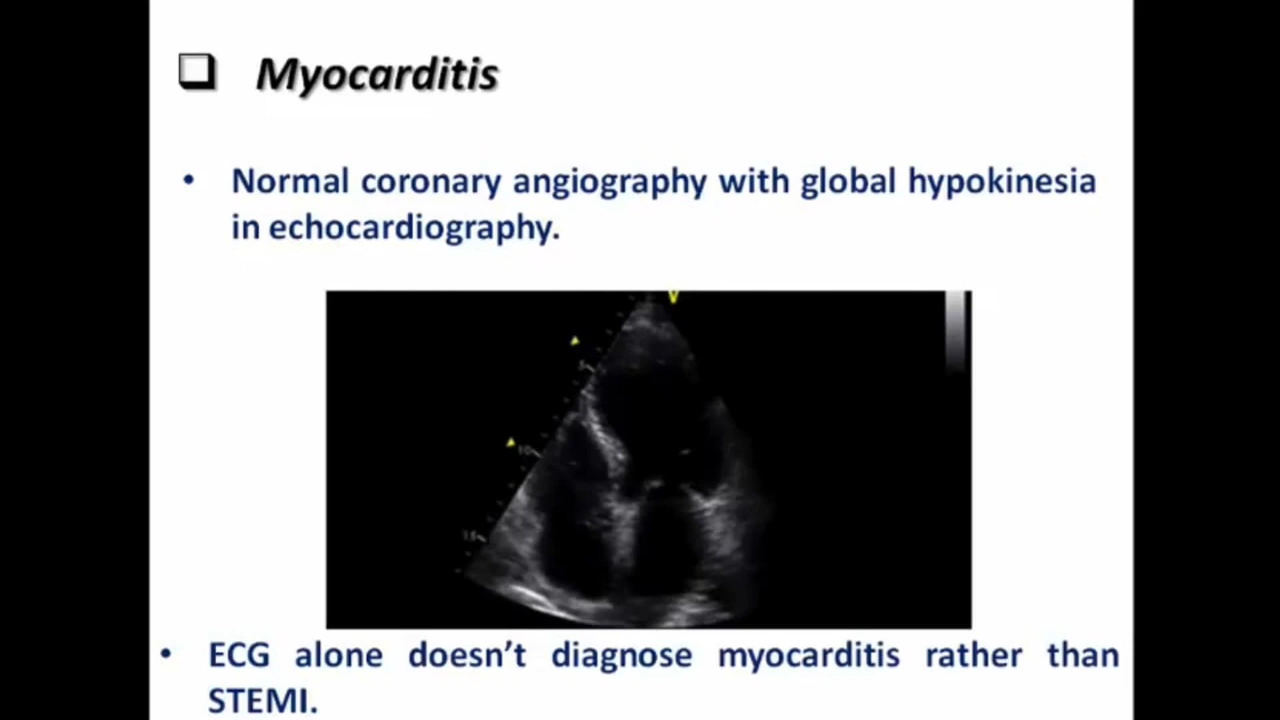 Myocarditis
• Normal coronary angiography with global hypokinesia
in echocardiography.
V
• ECG alone doesn't diagnose myocarditis rather than
STEMI.